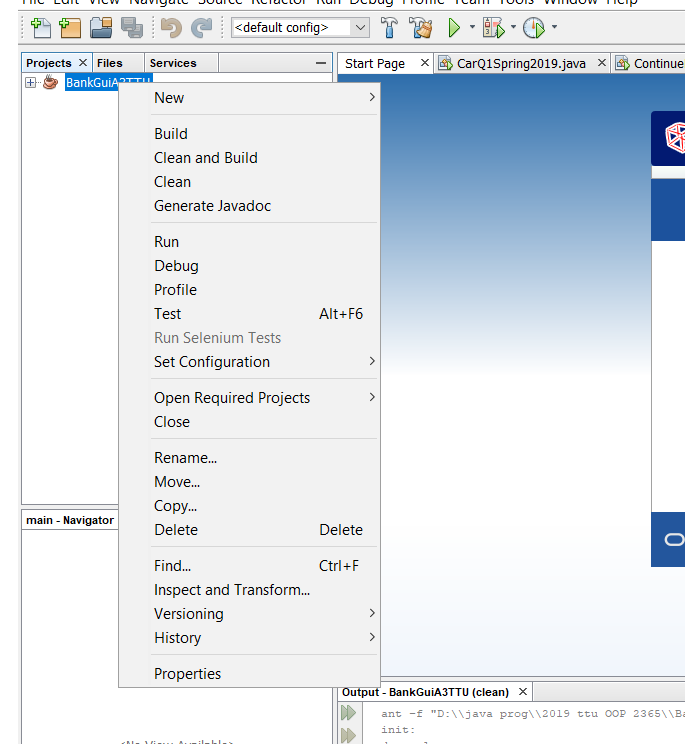 File Edit View Navigate Source Refactor Run Debug Profile Team Tools Window Help
<default config>
Projects Files Services
Start Page CarQ1Spring2019.java Continue
BankGuiA3TTU
New
Build
Clean and Build
Clean
Generate Javadoc
Run
Debug
Profile
Test Alt+F6
Run Selenium Tests
Set Configuration
Open Required Projects
Close
Rename...
Move...
Copy...
Delete Delete
Find... Ctrl+F
Inspect and Transform...
Versioning
History
Properties
main - Navigator
<No View Available>
Output - BankGuiA3TTU (clean)
ant -f "D:\\java prog\\2019 ttu OOP 2365\\Ba
init: